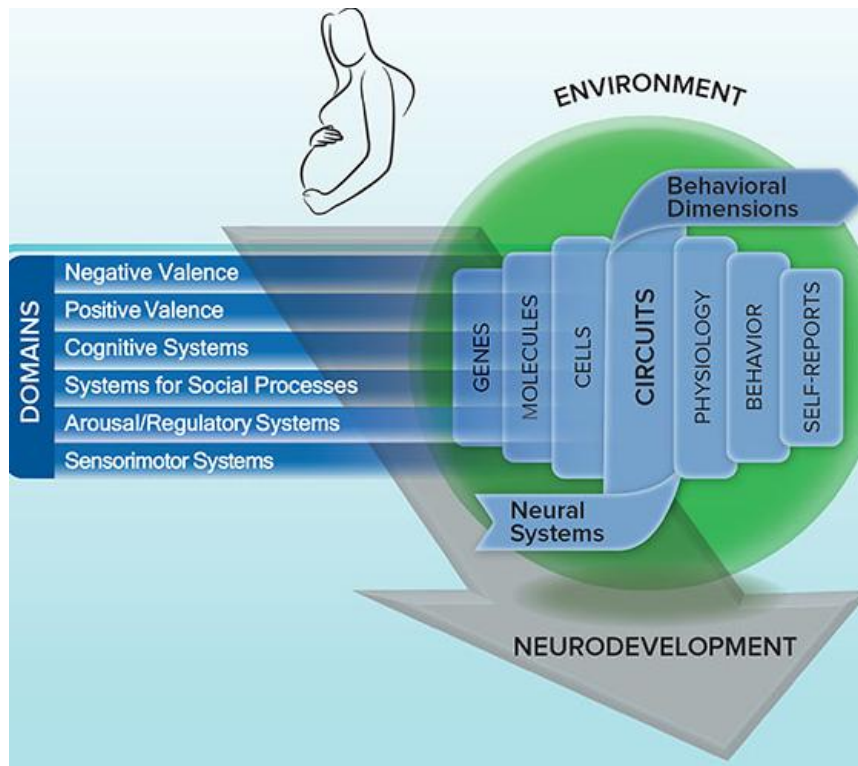 ENVIRONMENT
Behavioral
Dimensions
DOMAINS
Negative Valence
Positive Valence
Cognitive Systems
Systems for Social Processes
Arousal/Regulatory Systems
Sensorimotor Systems
GENES
MOLECULES
CELLS
CIRCUITS
PHYSIOLOGY
BEHAVIOR
SELF-REPORTS
Neural
Systems
NEURODEVELOPMENT